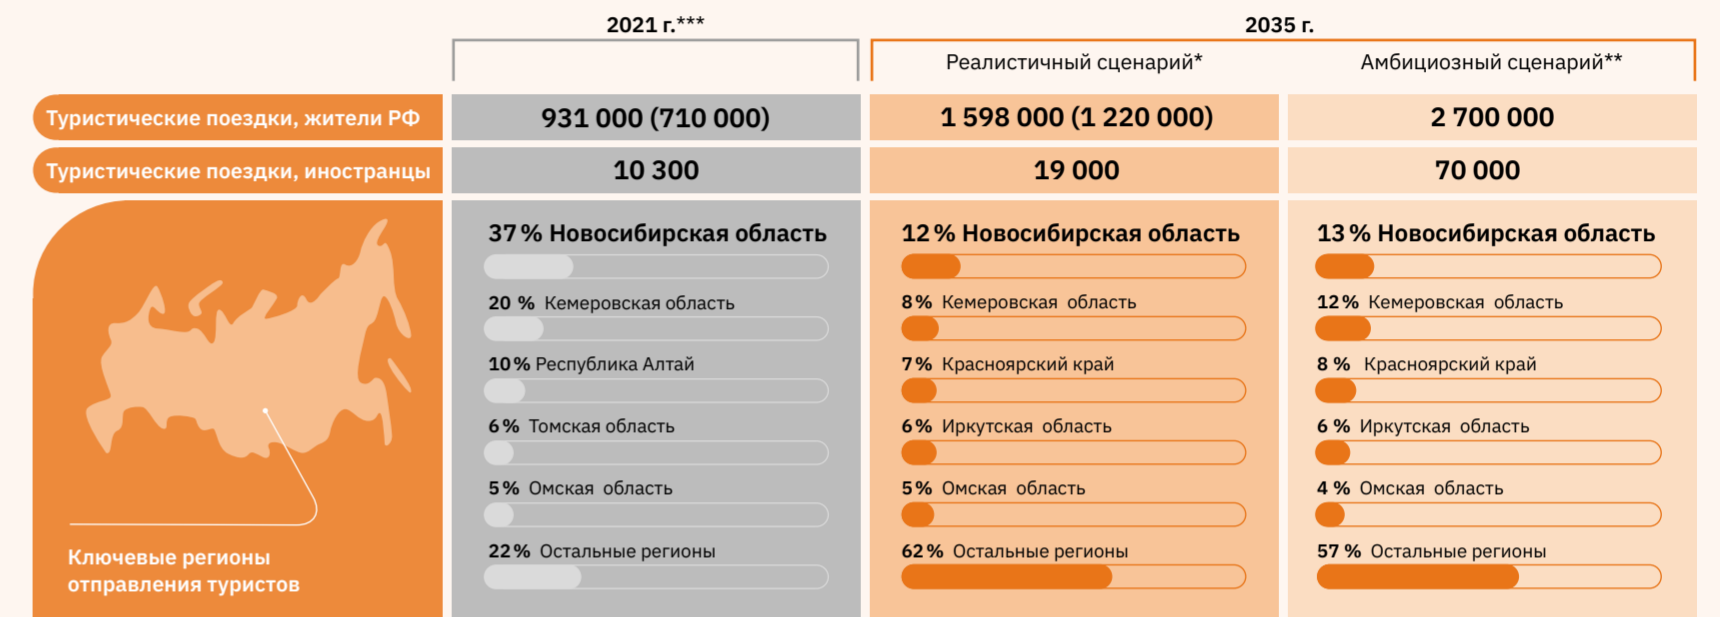 2021 г.***
2035 г.
Реалистичный сценарий*
Амбициозный сценарий**
Туристические поездки, жители РФ
931 000 (710 000)
1 598 000 (1 220 000)
2 700 000
Туристические поездки, иностранцы
10 300
19 000
70 000
Ключевые регионы
отправления туристов
37 % Новосибирская область
20 % Кемеровская область
10 % Республика Алтай
6 % Томская область
5 % Омская область
22 % Остальные регионы
12 % Новосибирская область
8 % Кемеровская область
7 % Красноярский край
6 % Иркутская область
5 % Омская область
62 % Остальные регионы
13 % Новосибирская область
12 % Кемеровская область
8 % Красноярский край
6 % Иркутская область
4 % Омская область
57 % Остальные регионы